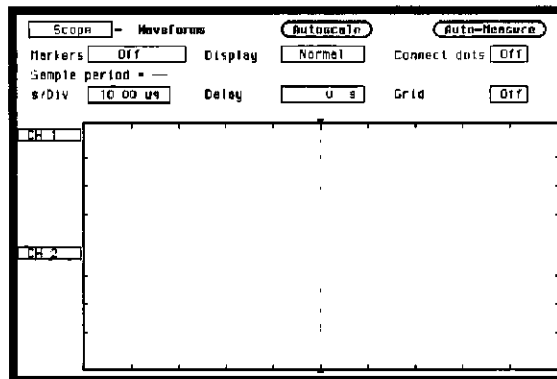 Scope - Waveforms Autoscale Auto-Measure
Markers Off Display Normal Connect dots Off
Sample period = —
s/Div 10.00 us Delay 0 s Grid Off
CH 1
CH 2